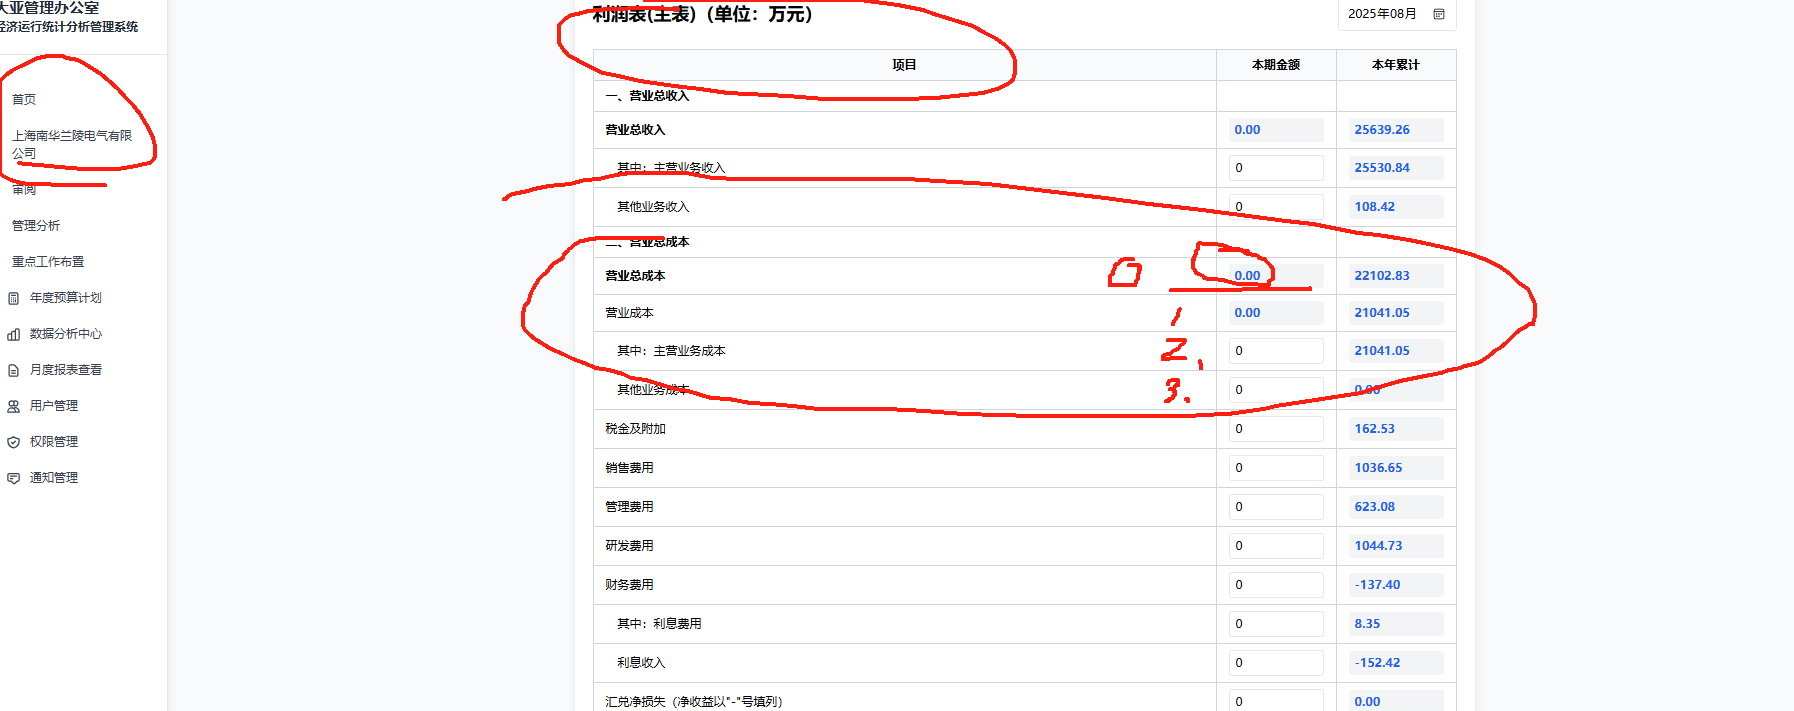 大亚管理办公室
经济运行统计分析管理系统
首页
上海南华兰陵电气有限
公司
审阅
管理分析
重点工作布置
年度预算计划
数据分析中心
月度报表查看
用户管理
权限管理
通知管理
利润表(主表)（单位：万元）
2025年08月
项目 本期金额 本年累计
一、营业总收入
营业总收入 0.00 25639.26
其中：主营业务收入 0 25530.84
其他业务收入 0 108.42
二、营业总成本
营业总成本 0.00 22102.83
营业成本 1 0.00 21041.05
其中：主营业务成本 2. 0 21041.05
其他业务成本 3. 0 0.00
税金及附加 0 162.53
销售费用 0 1036.65
管理费用 0 623.08
研发费用 0 1044.73
财务费用 0 -137.40
其中：利息费用 0 8.35
利息收入 0 -152.42
汇兑净损失（净收益以"-"号填列） 0 0.00